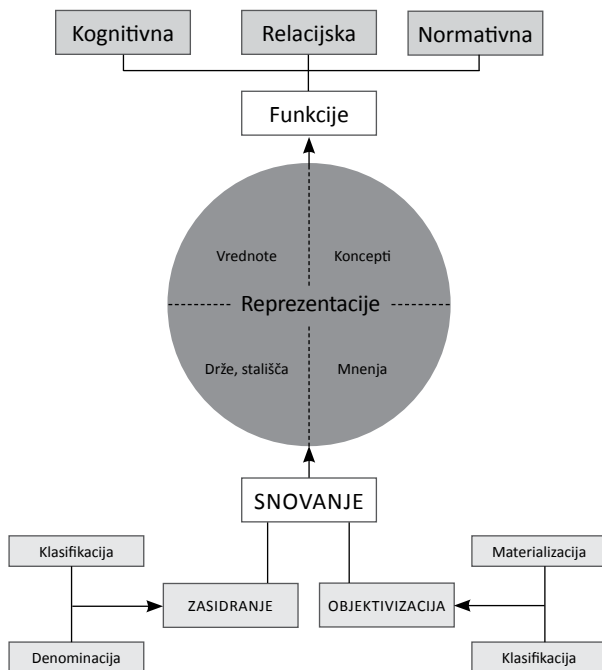 Kognitivna
Relacijska
Normativna
Funkcije
Vrednote
Koncepti
Reprezentacije
Drže, stališča
Mnenja
SNOVANJE
Klasifikacija
Materializacija
ZASIDRANJE
OBJEKTIVIZACIJA
Denominacija
Klasifikacija